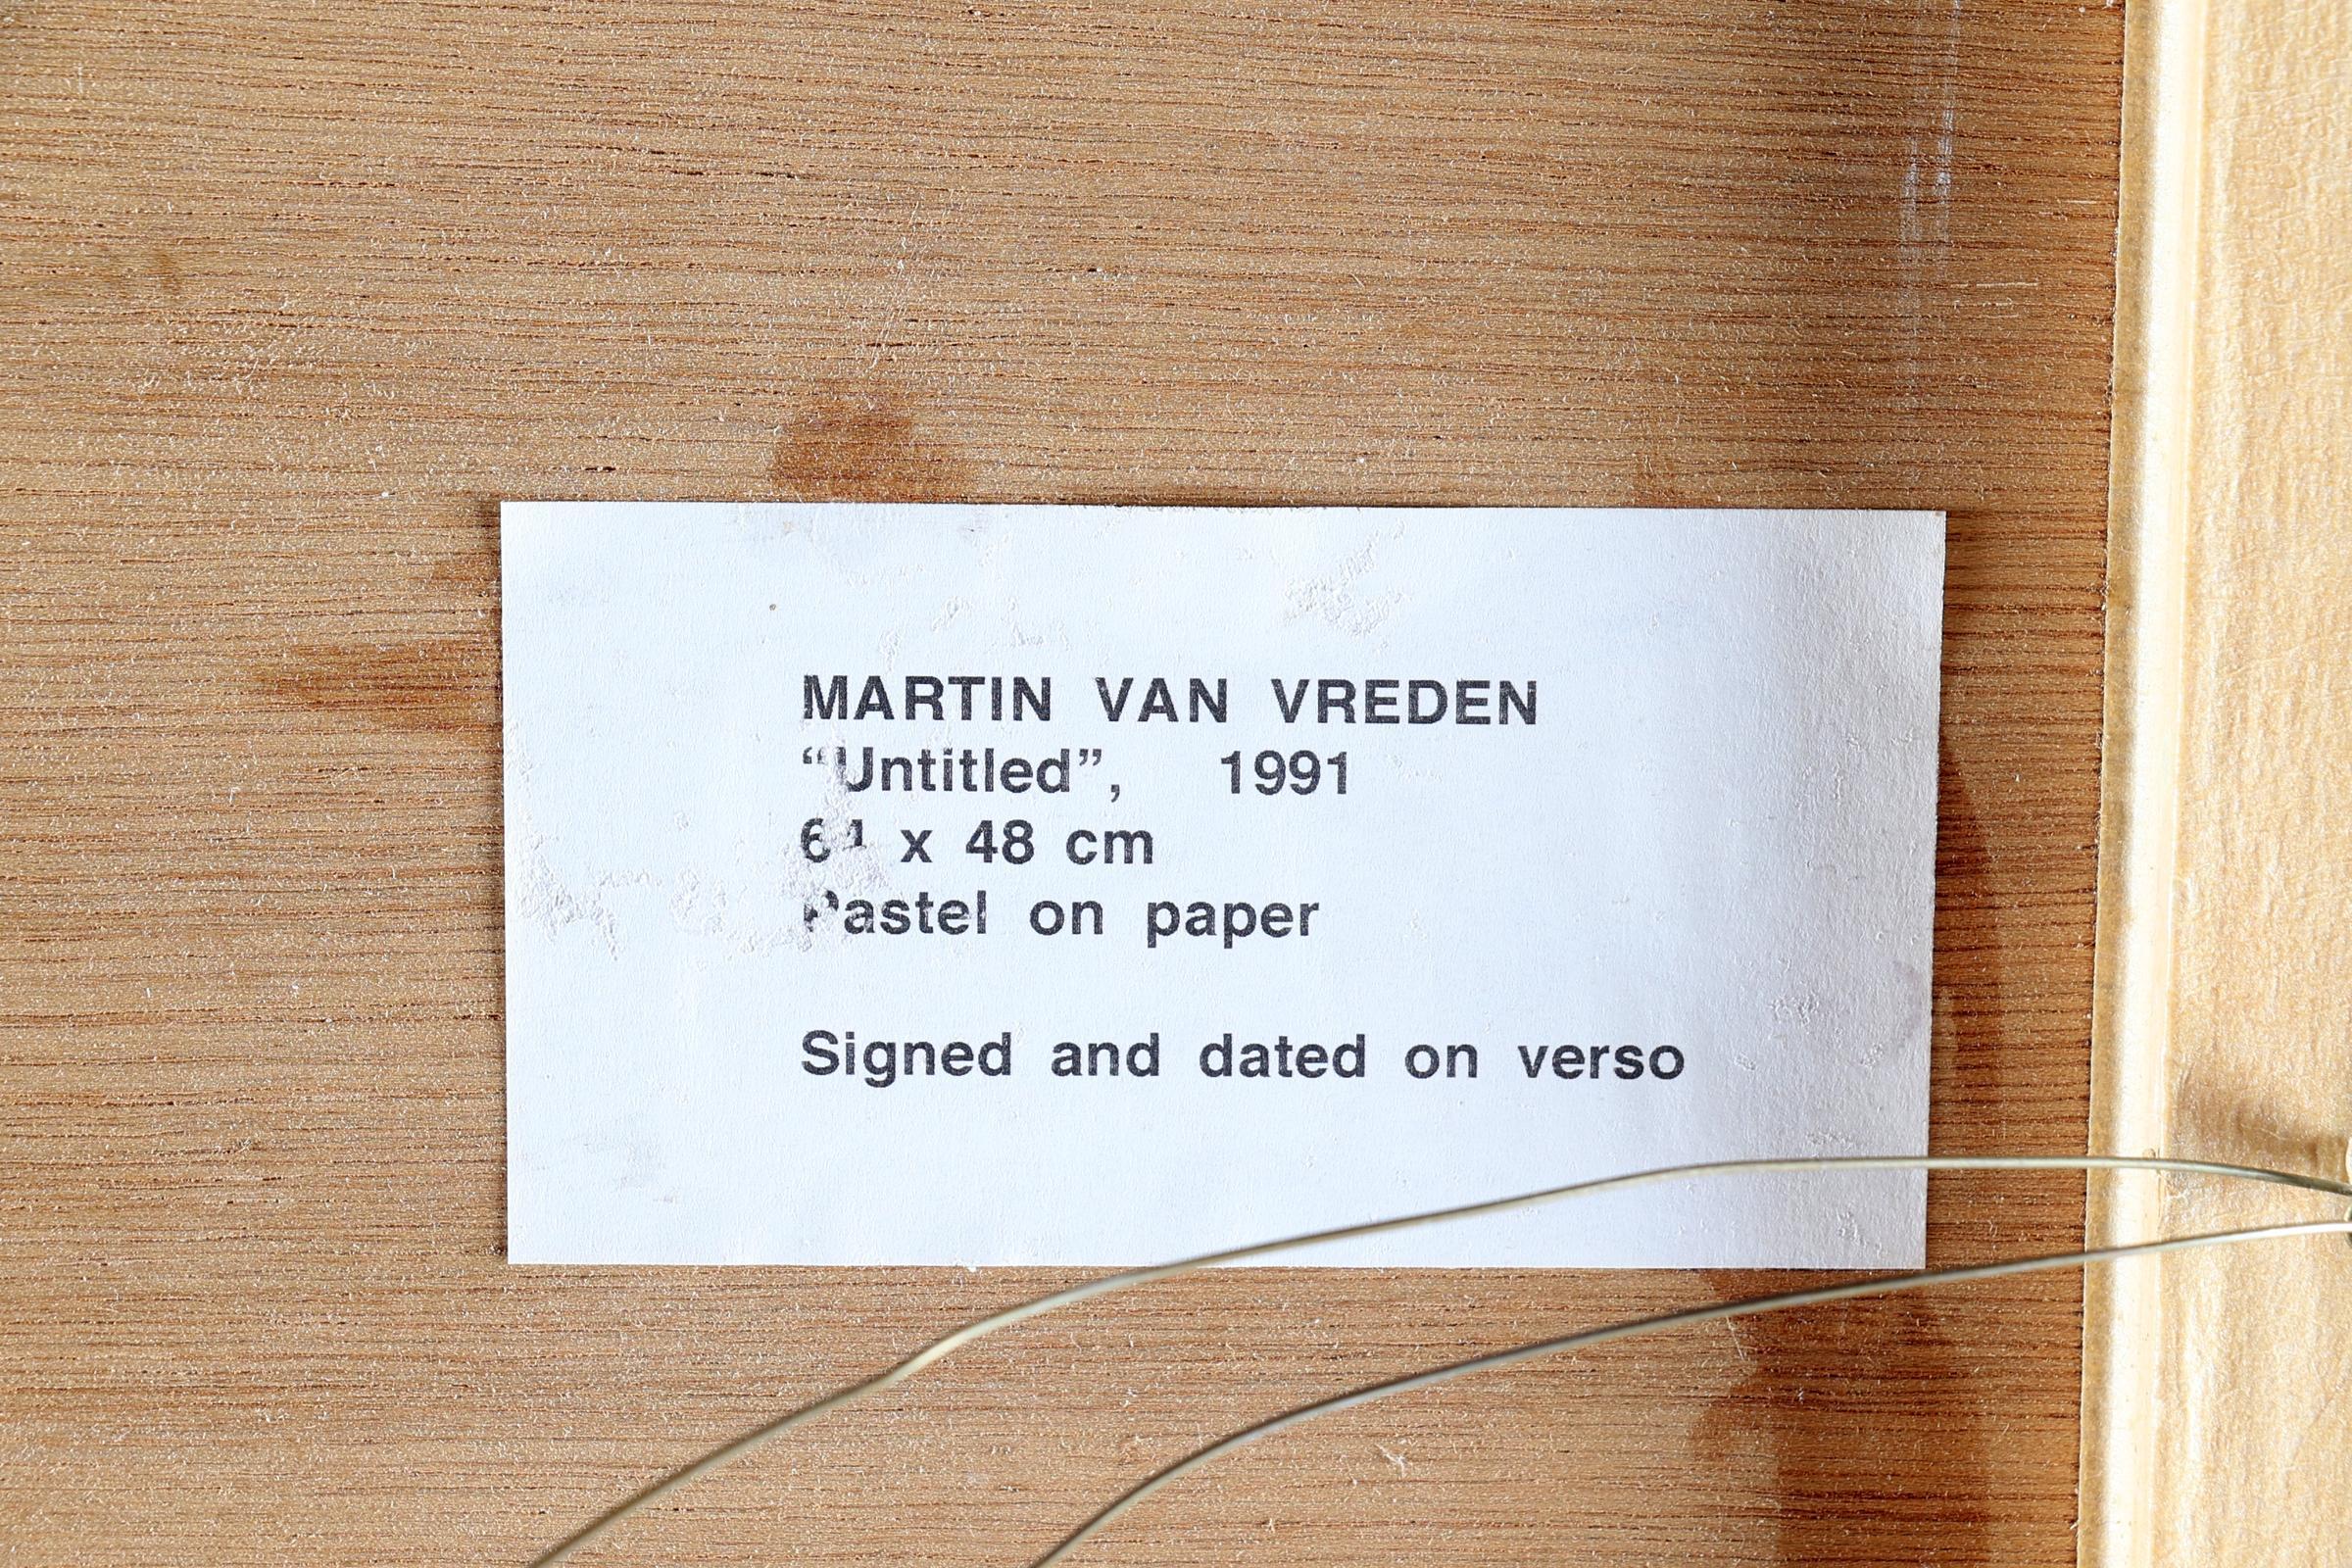 MARTIN VAN VREDEN
“Untitled”, 1991
x 48 cm
Pastel on paper
Signed and dated on verso